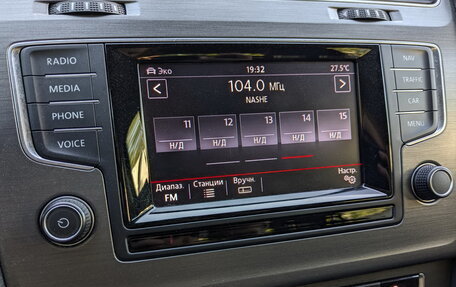 RADIO
MEDIA
PHONE
VOICE
Эко 19:32 27.5°C
104.0 МГц
NASHE
11 12 13 14 15
Н/Д Н/Д Н/Д Н/Д Н/Д
Диапаз. Станции Вручн. Настр.
FM
NAV
TRAFFIC
CAR
MENU